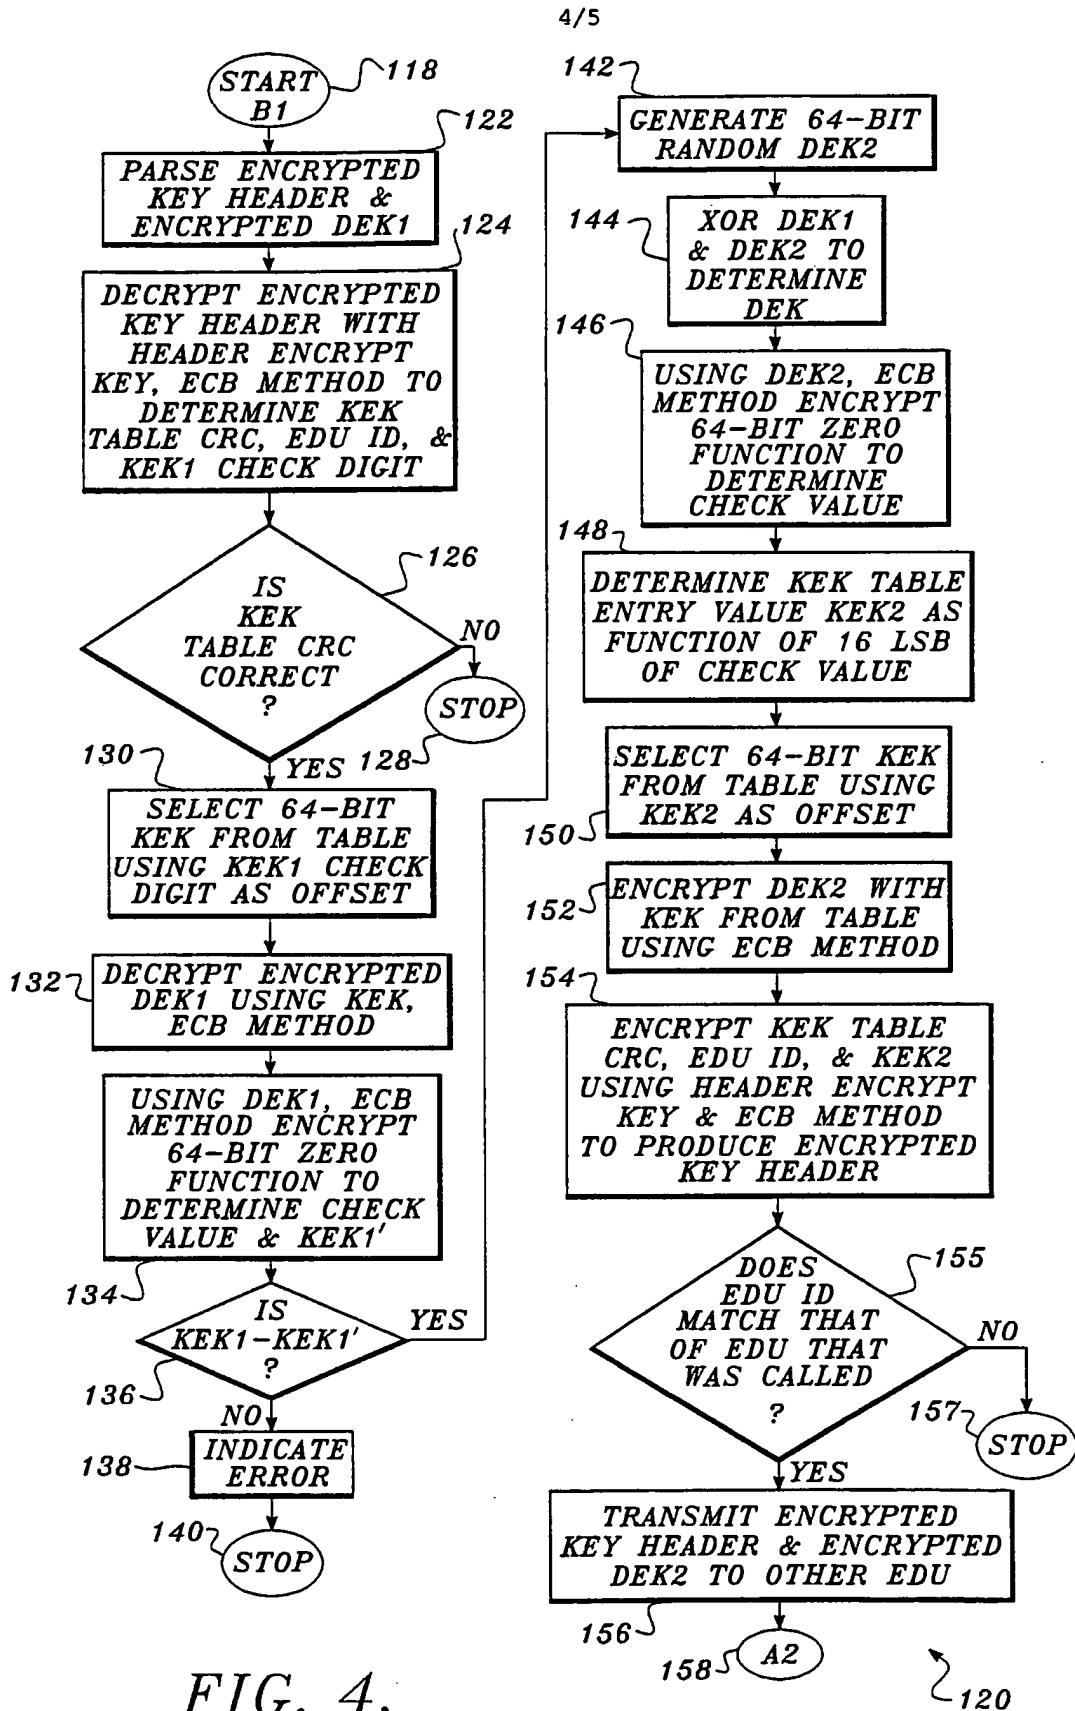 4/5
START
B1
118
122
PARSE ENCRYPTED
KEY HEADER &
ENCRYPTED DEK1
124
DECRYPT ENCRYPTED
KEY HEADER WITH
HEADER ENCRYPT
KEY, ECB METHOD TO
DETERMINE KEK
TABLE CRC, EDU ID, &
KEK1 CHECK DIGIT
126
IS
KEK
TABLE CRC
CORRECT
?
NO
STOP
128
YES
130
SELECT 64-BIT
KEK FROM TABLE
USING KEK1 CHECK
DIGIT AS OFFSET
132
DECRYPT ENCRYPTED
DEK1 USING KEK,
ECB METHOD
USING DEK1, ECB
METHOD ENCRYPT
64-BIT ZERO
FUNCTION TO
DETERMINE CHECK
VALUE & KEK1'
134
IS
KEK1-KEK1'
?
YES
136
NO
138
INDICATE
ERROR
140
STOP
142
GENERATE 64-BIT
RANDOM DEK2
144
XOR DEK1
& DEK2 TO
DETERMINE
DEK
146
USING DEK2, ECB
METHOD ENCRYPT
64-BIT ZERO
FUNCTION TO
DETERMINE
CHECK VALUE
148
DETERMINE KEK TABLE
ENTRY VALUE KEK2 AS
FUNCTION OF 16 LSB
OF CHECK VALUE
SELECT 64-BIT KEK
FROM TABLE USING
KEK2 AS OFFSET
150
152
ENCRYPT DEK2 WITH
KEK FROM TABLE
USING ECB METHOD
154
ENCRYPT KEK TABLE
CRC, EDU ID, & KEK2
USING HEADER ENCRYPT
KEY & ECB METHOD
TO PRODUCE ENCRYPTED
KEY HEADER
155
DOES
EDU ID
MATCH THAT
OF EDU THAT
WAS CALLED
?
NO
157
STOP
YES
TRANSMIT ENCRYPTED
KEY HEADER & ENCRYPTED
DEK2 TO OTHER EDU
156
158
A2
120
FIG. 4.